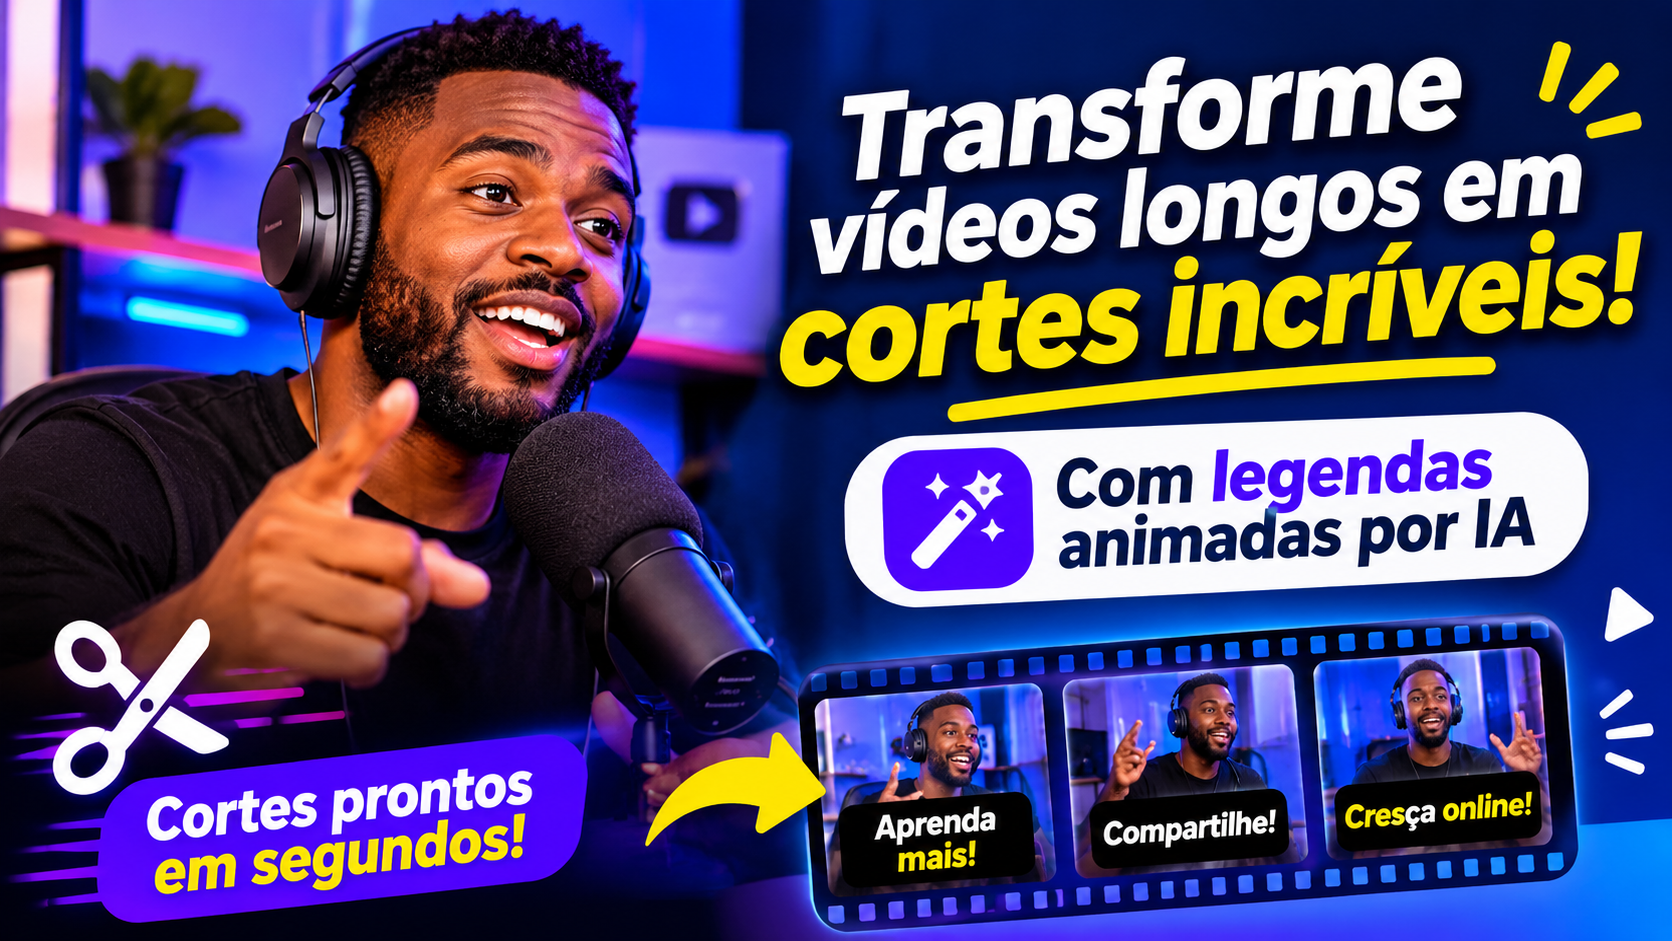 Transforme
vídeos longos em
cortes incríveis!
Com legendas
animadas por IA
Cortes prontos
em segundos!
Aprenda
mais!
Compartilhe!
Cresça online!